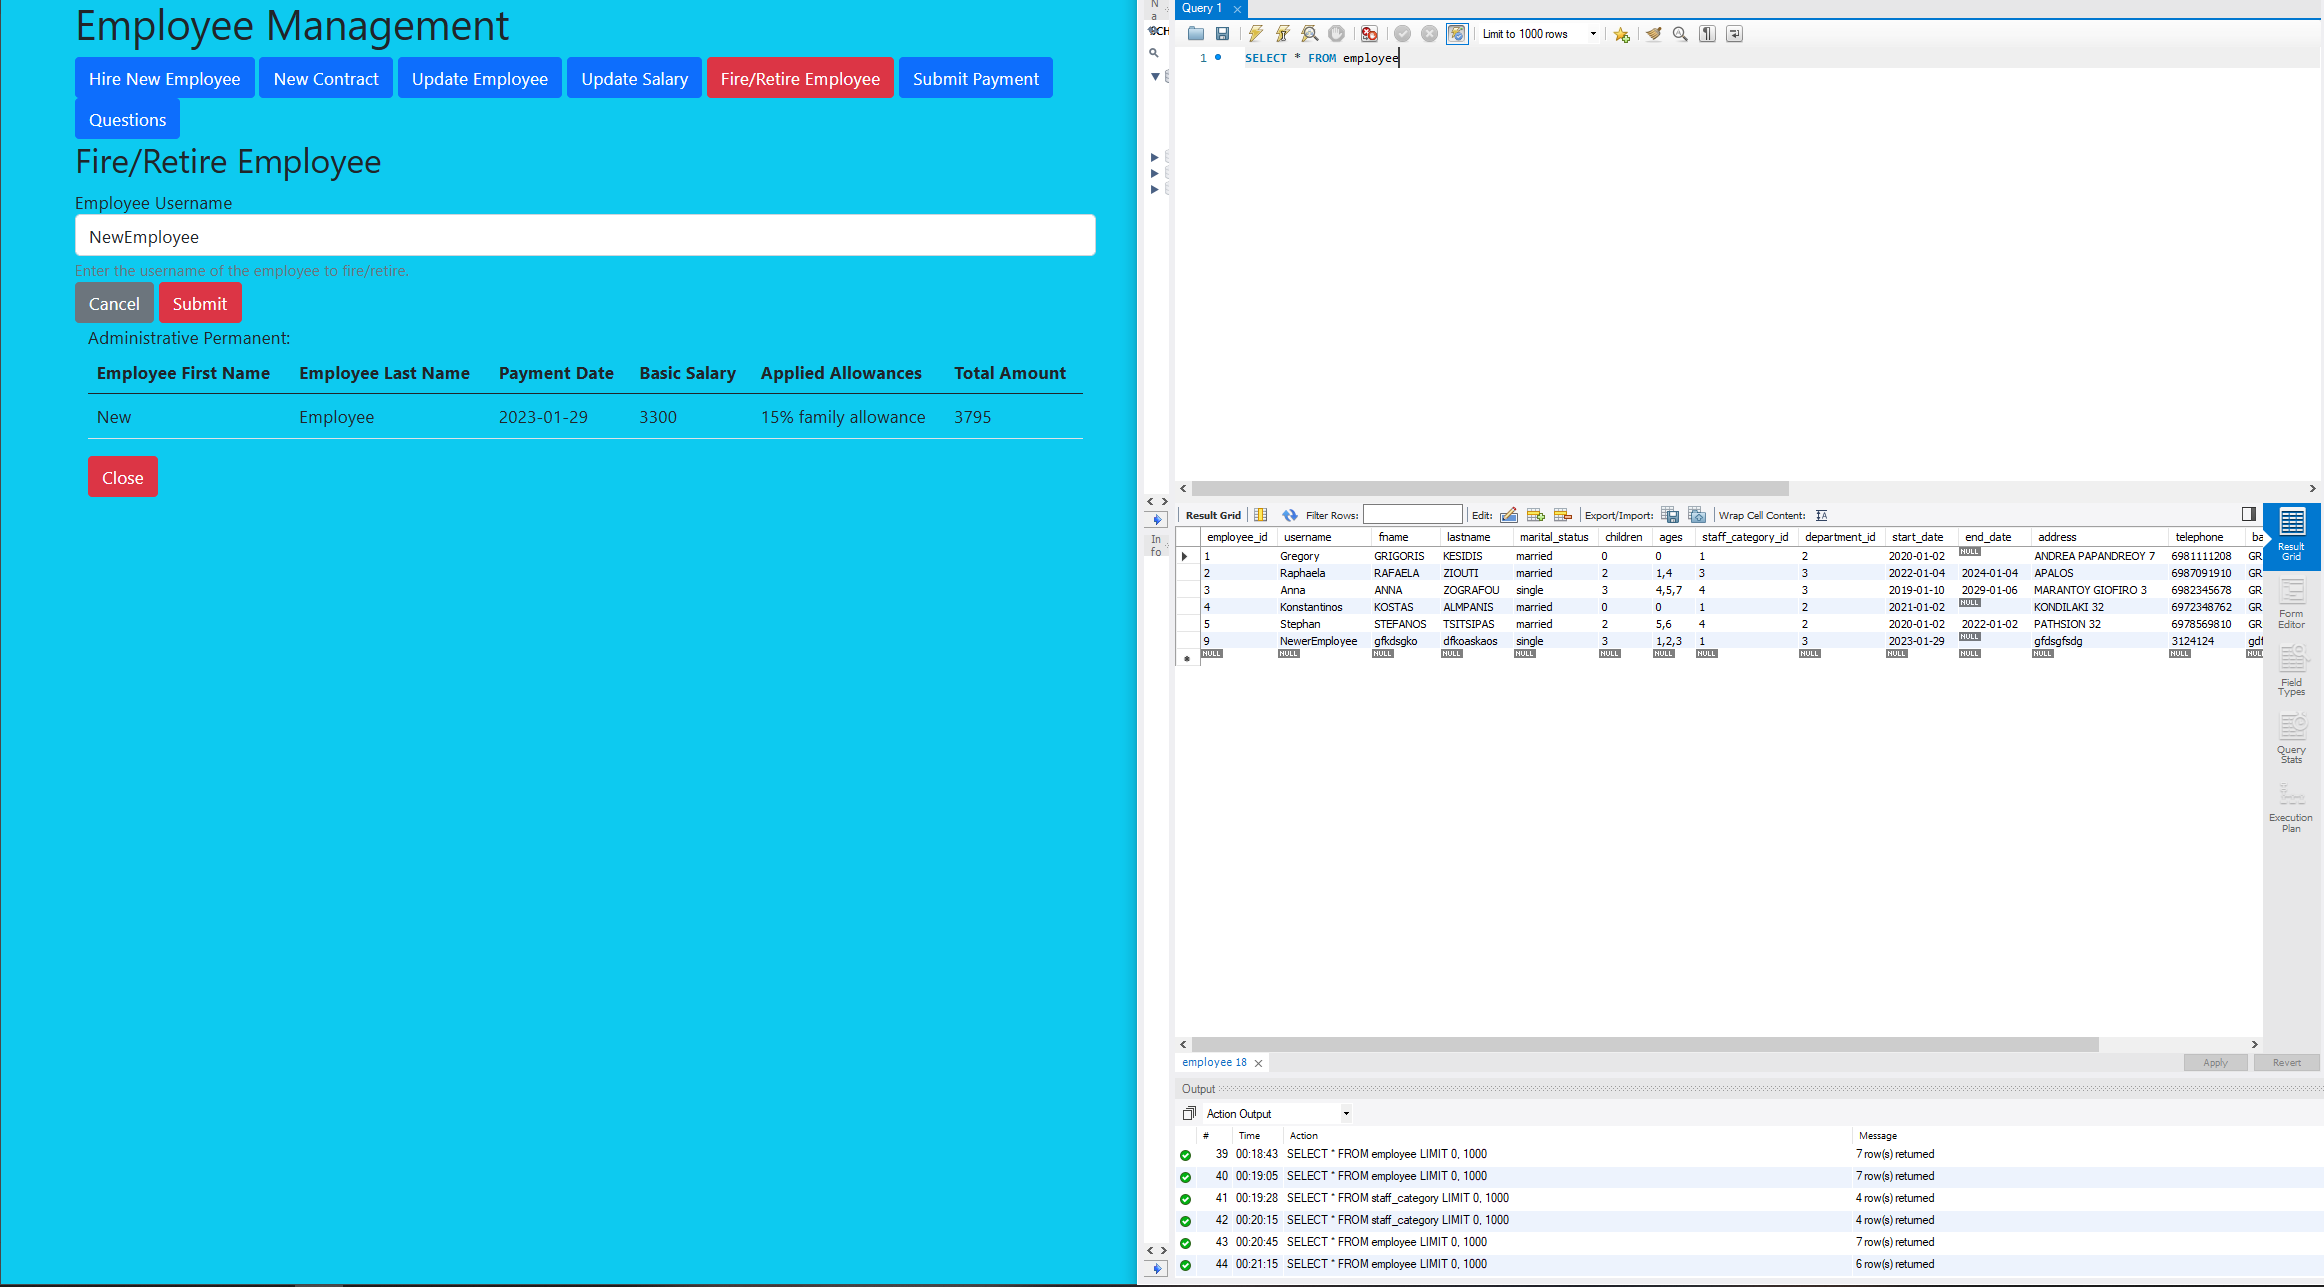 Employee Management
Hire New Employee New Contract Update Employee Update Salary Fire/Retire Employee Submit Payment
Questions
Fire/Retire Employee
Employee Username
NewEmployee
Enter the username of the employee to fire/retire.
Cancel Submit
Administrative Permanent:
Employee First Name Employee Last Name Payment Date Basic Salary Applied Allowances Total Amount
New Employee 2023-01-29 3300 15% family allowance 3795
Close
Query 1
Limit to 1000 rows
1 SELECT * FROM employee
Result Grid Filter Rows: Edit: Export/Import: Wrap Cell Content:
employee_id username fname lastname marital_status children ages staff_category_id department_id start_date end_date address telephone ba
1 Gregory GRIGORIS KESIDIS married 0 0 1 2 2020-01-02 NULL ANDREA PAPANDREOY 7 6981111208 GR
2 Raphaela RAFAELA ZIOUTI married 2 1,4 3 3 2022-01-04 2024-01-04 APALOS 6987091910 GR
3 Anna ANNA ZOGRAFOU single 3 4,5,7 4 3 2019-01-10 2029-01-06 MARANTOY GIOFIRO 3 6982345678 GR
4 Konstantinos KOSTAS ALMPANIS married 0 0 1 2 2021-01-02 NULL KONDILAKI 32 6972348762 GR
5 Stephan STEFANOS TSITSIPAS married 2 5,6 4 2 2020-01-02 2022-01-02 PATHSION 32 6978569810 GR
9 NewerEmployee gfkdsgko dfkoaskaos single 3 1,2,3 1 3 2023-01-29 NULL gfdsgfsdg 3124124 gdf
NULL NULL NULL NULL NULL NULL NULL NULL NULL NULL NULL NULL NULL NUL
Result
Grid
Form
Editor
Field
Types
Query
Stats
Execution
Plan
In
fo
employee 18
Apply Revert
Output
Action Output
# Time Action Message
39 00:18:43 SELECT * FROM employee LIMIT 0, 1000 7 row(s) returned
40 00:19:05 SELECT * FROM employee LIMIT 0, 1000 7 row(s) returned
41 00:19:28 SELECT * FROM staff_category LIMIT 0, 1000 4 row(s) returned
42 00:20:15 SELECT * FROM staff_category LIMIT 0, 1000 4 row(s) returned
43 00:20:45 SELECT * FROM employee LIMIT 0, 1000 7 row(s) returned
44 00:21:15 SELECT * FROM employee LIMIT 0, 1000 6 row(s) returned